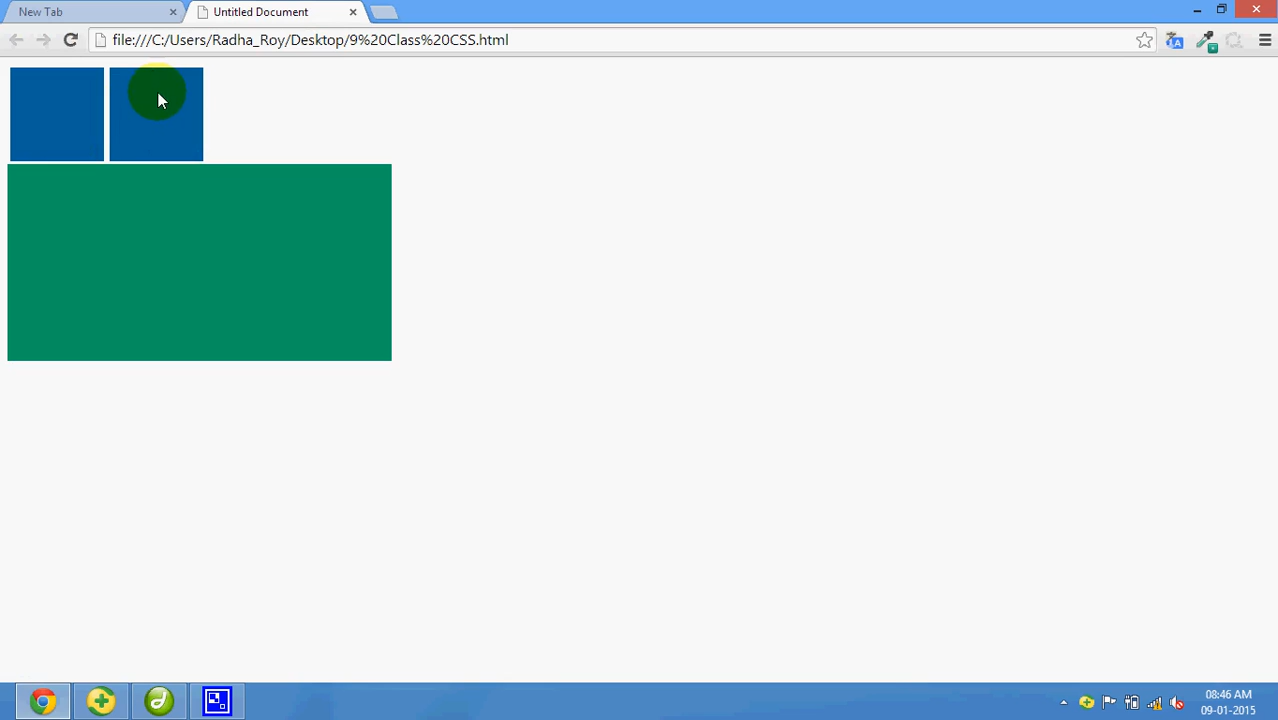 New Tab
Untitled Document
file:///C:/Users/Radha_Roy/Desktop/9%20Class%20CSS.html
08:46 AM
09-01-2015